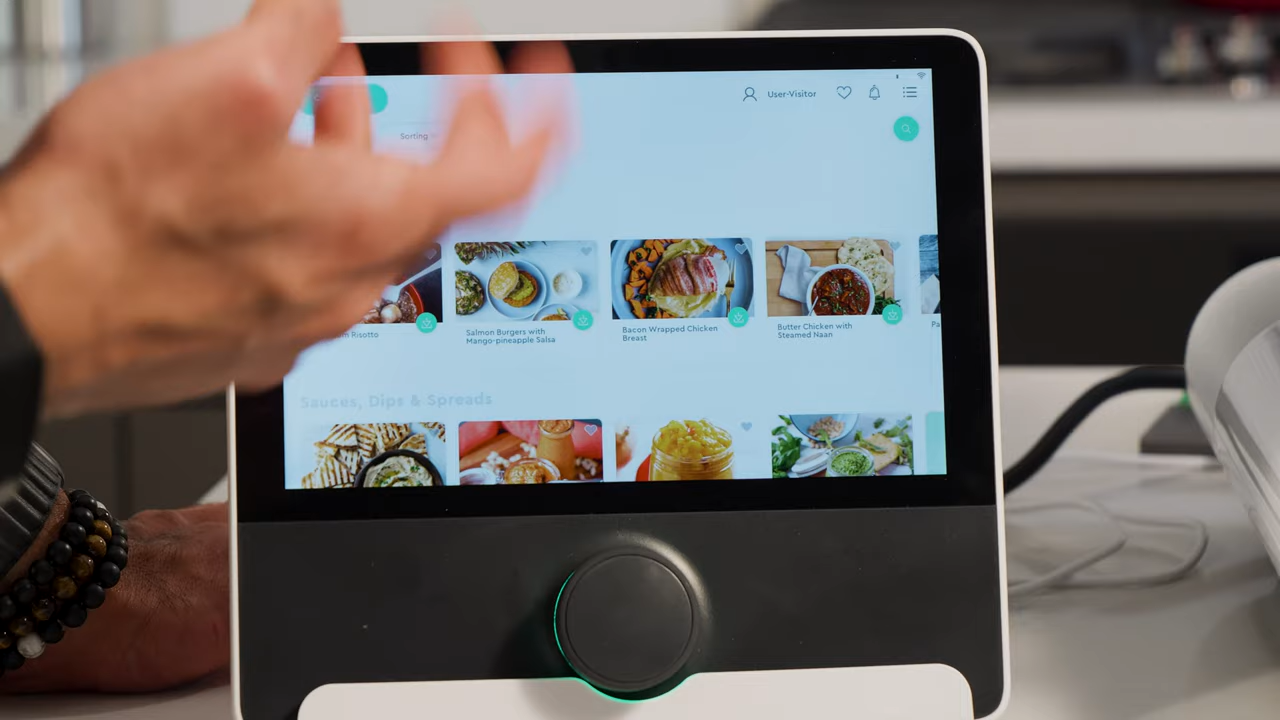 User-Visitor
Sorting
Risotto
Salmon Burgers with
Mango-pineapple Salsa
Bacon Wrapped Chicken
Breast
Butter Chicken with
Steamed Naan
Sauces, Dips & Spreads